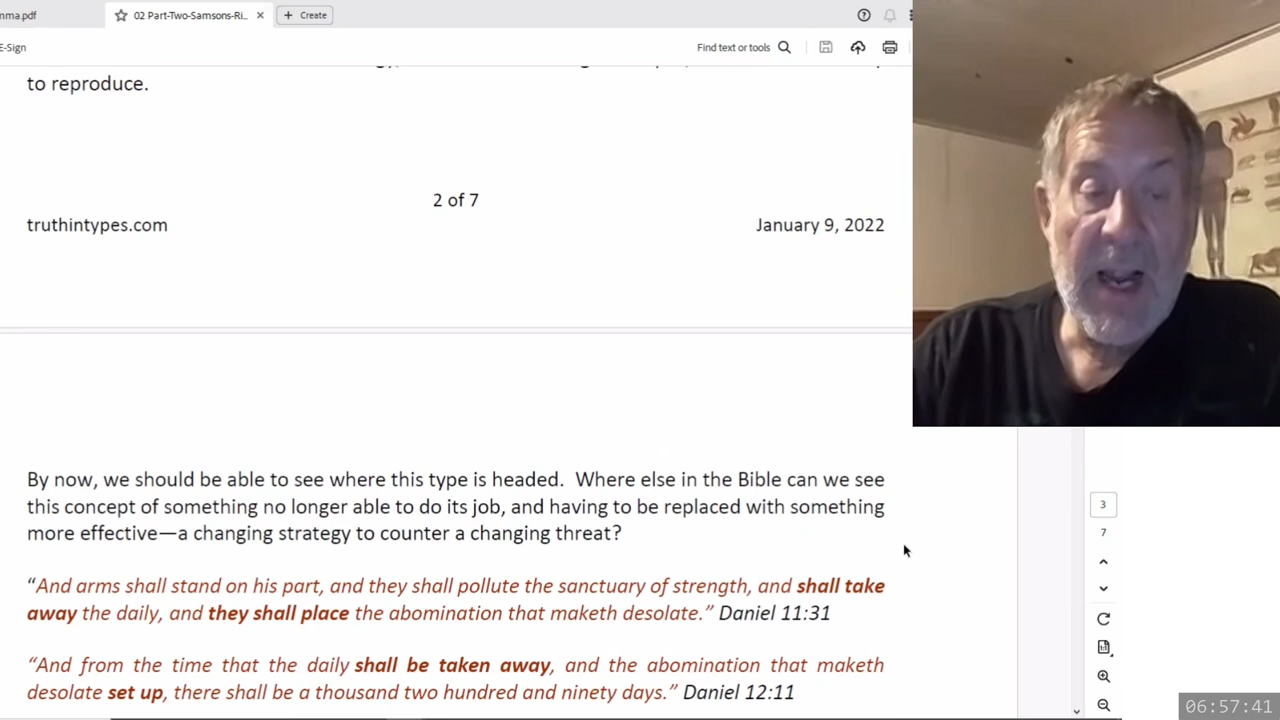 mma.pdf
02 Part-Two-Samsons-Ri...
Create
E-Sign
Find text or tools
to reproduce.
2 of 7
truthintypes.com
January 9, 2022
By now, we should be able to see where this type is headed. Where else in the Bible can we see
this concept of something no longer able to do its job, and having to be replaced with something
more effective—a changing strategy to counter a changing threat?
“And arms shall stand on his part, and they shall pollute the sanctuary of strength, and shall take
away the daily, and they shall place the abomination that maketh desolate.” Daniel 11:31
“And from the time that the daily shall be taken away, and the abomination that maketh
desolate set up, there shall be a thousand two hundred and ninety days.” Daniel 12:11
3
7
06:57:41